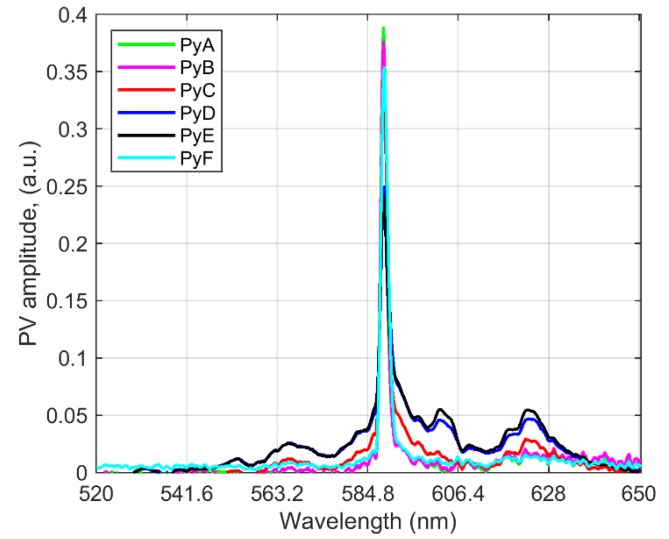 0.4
0.35
0.3
0.25
0.2
0.15
0.1
0.05
0
PV amplitude, (a.u.)
PyA
PyB
PyC
PyD
PyE
PyF
520 541.6 563.2 584.8 606.4 628 650
Wavelength (nm)